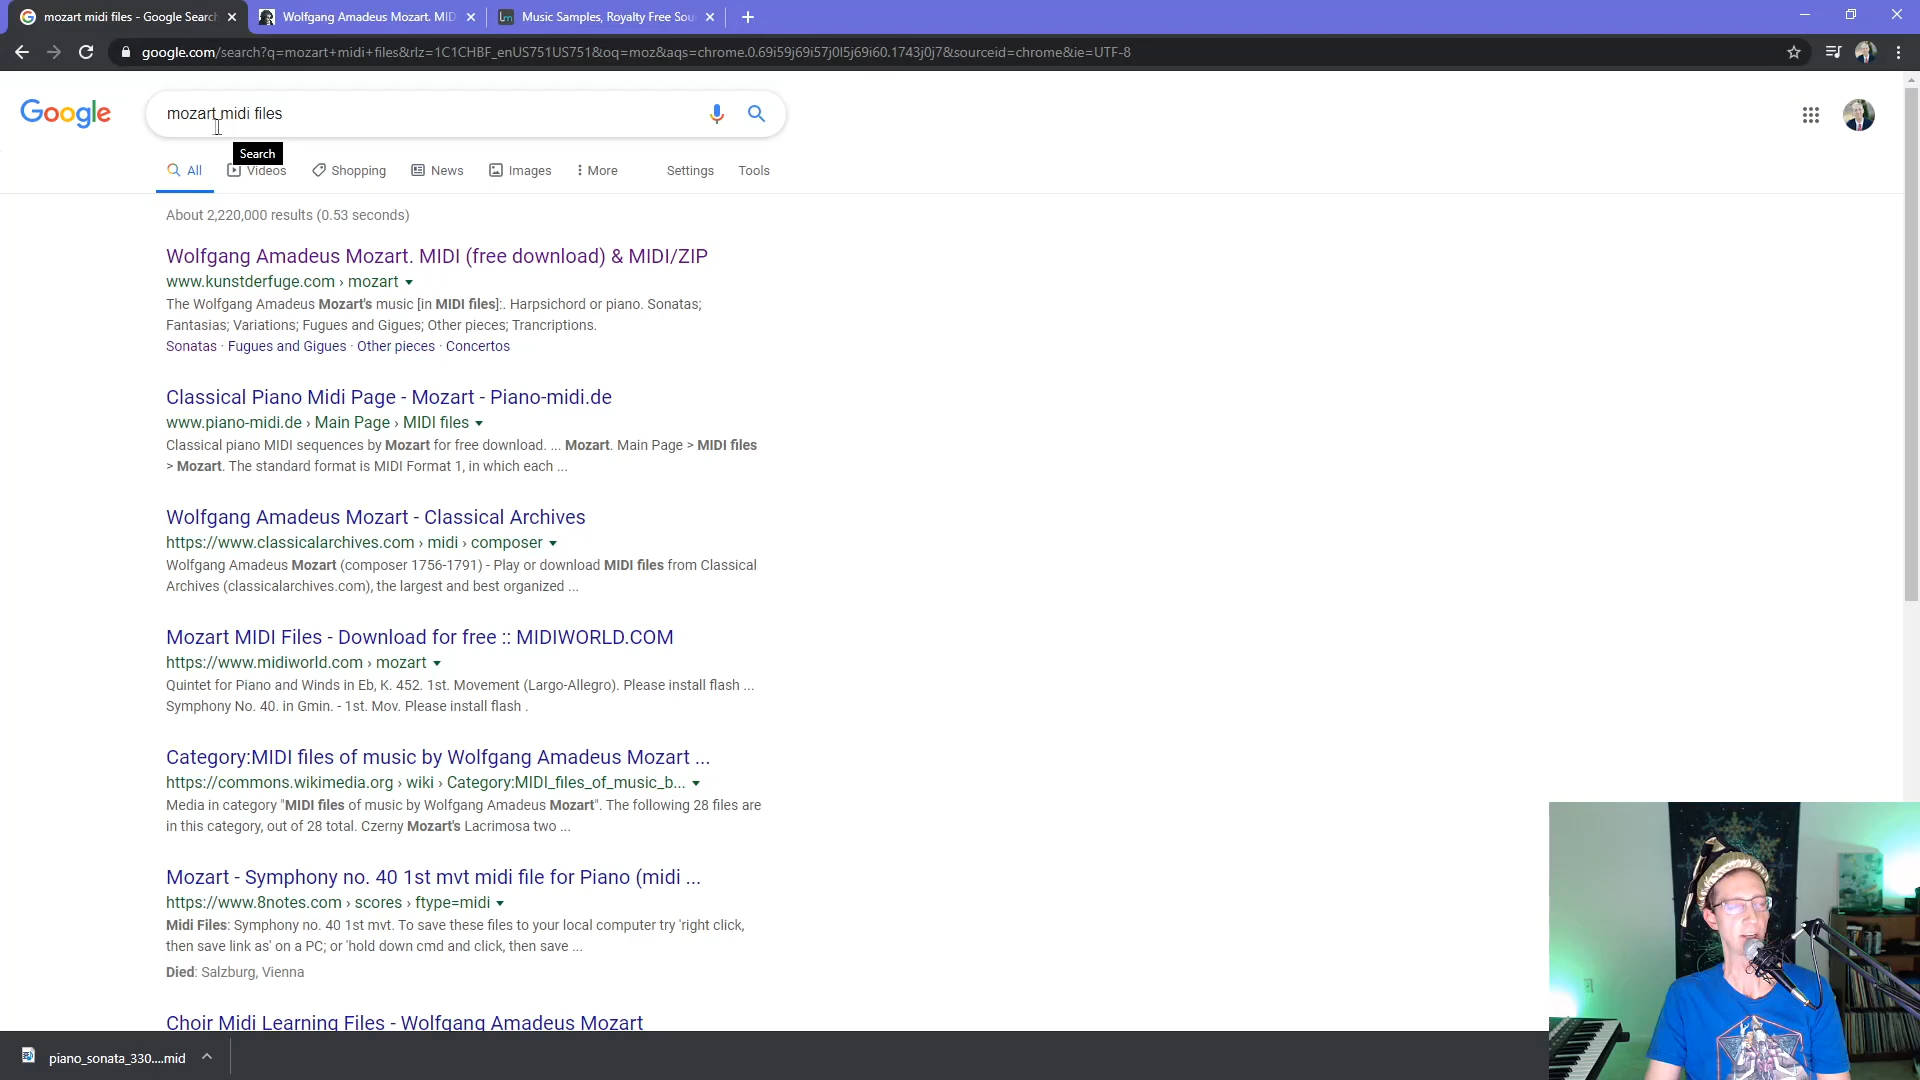 mozart midi files - Google Search
Wolfgang Amadeus Mozart. MID
Music Samples, Royalty Free Sou
google.com/search?q=mozart+midi+files&rlz=1C1CHBF_enUS751US751&oq=moz&aqs=chrome.0.69i59j69i57j0l5j69i60.1743j0j7&sourceid=chrome&ie=UTF-8
Google
mozart midi files
Search
All
Videos
Shopping
News
Images
More
Settings
Tools
About 2,220,000 results (0.53 seconds)
Wolfgang Amadeus Mozart. MIDI (free download) & MIDI/ZIP
www.kunstderfuge.com › mozart
The Wolfgang Amadeus Mozart's music [in MIDI files]:. Harpsichord or piano. Sonatas;
Fantasias; Variations; Fugues and Gigues; Other pieces; Trancriptions.
Sonatas · Fugues and Gigues · Other pieces · Concertos
Classical Piano Midi Page - Mozart - Piano-midi.de
www.piano-midi.de › Main Page › MIDI files
Classical piano MIDI sequences by Mozart for free download. ... Mozart. Main Page > MIDI files
> Mozart. The standard format is MIDI Format 1, in which each ...
Wolfgang Amadeus Mozart - Classical Archives
https://www.classicalarchives.com › midi › composer
Wolfgang Amadeus Mozart (composer 1756-1791) - Play or download MIDI files from Classical
Archives (classicalarchives.com), the largest and best organized ...
Mozart MIDI Files - Download for free :: MIDIWORLD.COM
https://www.midiworld.com › mozart
Quintet for Piano and Winds in Eb, K. 452. 1st. Movement (Largo-Allegro). Please install flash ...
Symphony No. 40. in Gmin. - 1st. Mov. Please install flash .
Category:MIDI files of music by Wolfgang Amadeus Mozart ...
https://commons.wikimedia.org › wiki › Category:MIDI_files_of_music_b...
Media in category "MIDI files of music by Wolfgang Amadeus Mozart". The following 28 files are
in this category, out of 28 total. Czerny Mozart's Lacrimosa two ...
Mozart - Symphony no. 40 1st mvt midi file for Piano (midi ...
https://www.8notes.com › scores › ftype=midi
Midi Files: Symphony no. 40 1st mvt. To save these files to your local computer try 'right click,
then save link as' on a PC; or 'hold down cmd and click, then save ...
Died: Salzburg, Vienna
Choir Midi Learning Files - Wolfgang Amadeus Mozart
piano_sonata_330....mid